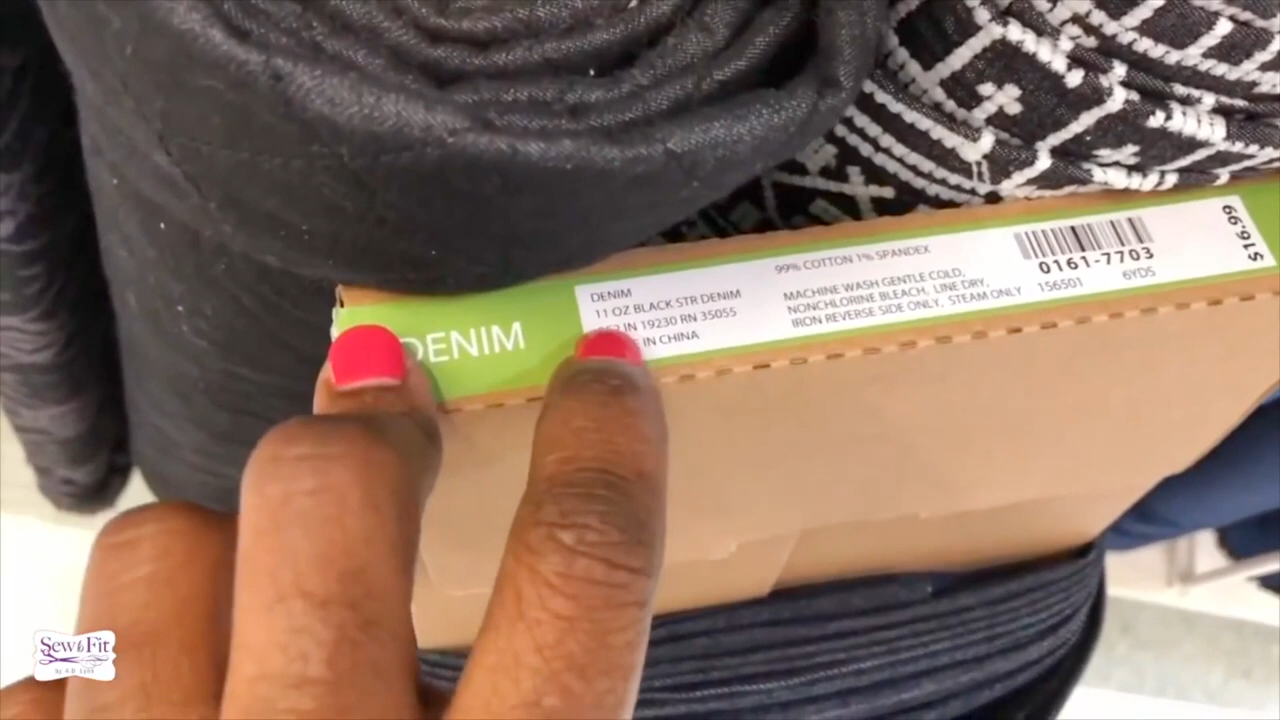 DENIM
DENIM
11 OZ BLACK STR DENIM
IN 19230 RN 35055
IN CHINA
99% COTTON 1% SPANDEX
MACHINE WASH GENTLE COLD,
NONCHLORINE BLEACH, LINE DRY,
IRON REVERSE SIDE ONLY, STEAM ONLY
0161-7703
156501 6YDS
$16.99
Sew to Fit